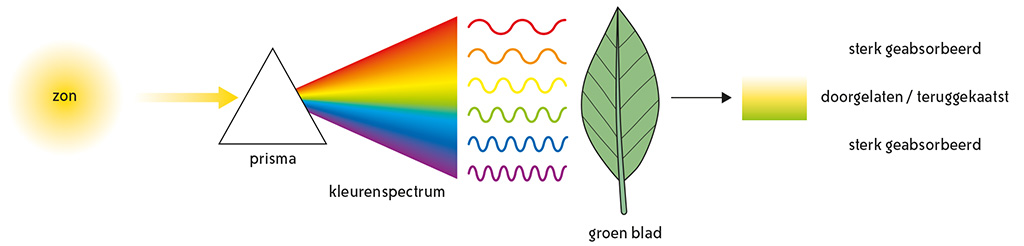 zon
prisma
kleurenspectrum
groen blad
sterk geabsorbeerd
doorgelaten / teruggekaatst
sterk geabsorbeerd